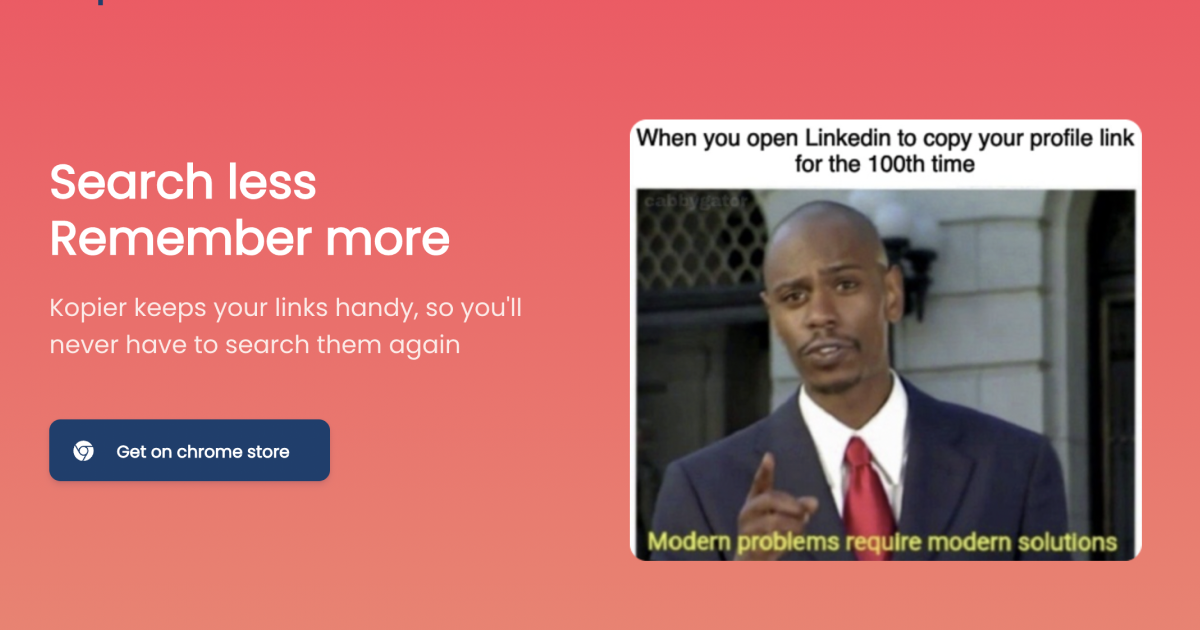 Search less
Remember more
Kopier keeps your links handy, so you'll
never have to search them again
Get on chrome store
When you open Linkedin to copy your profile link
for the 100th time
cabbygator
Modern problems require modern solutions